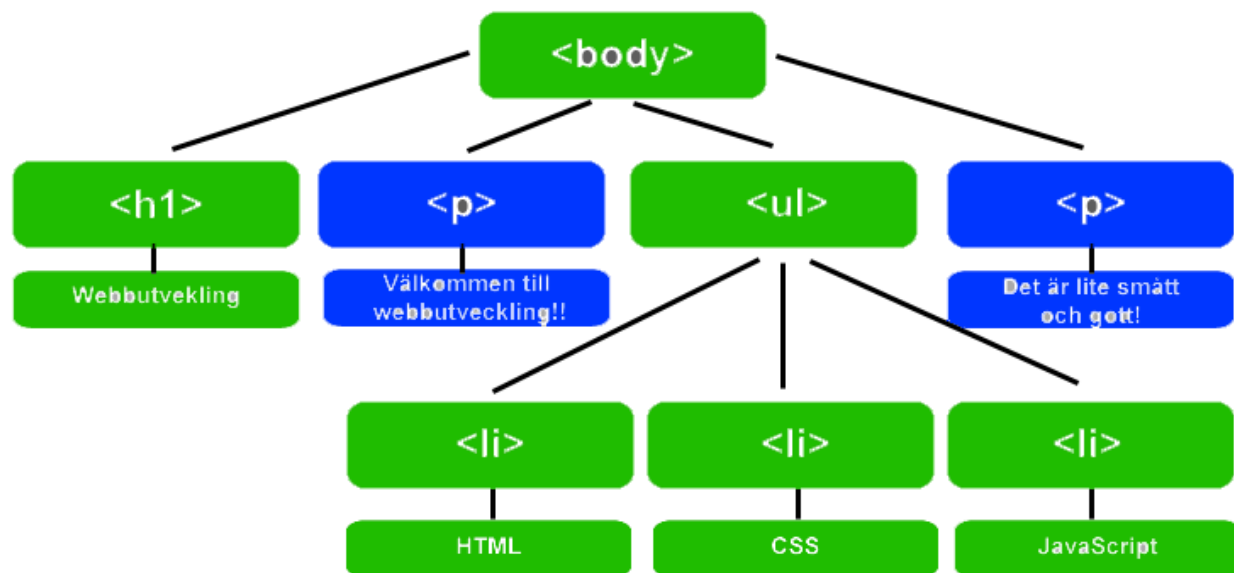 <body>
<h1>
<p>
<ul>
<p>
Webbutvekling
Välkommen till
webbutveckling!!
Det är lite smått
och gott!
<li>
<li>
<li>
HTML
CSS
JavaScript